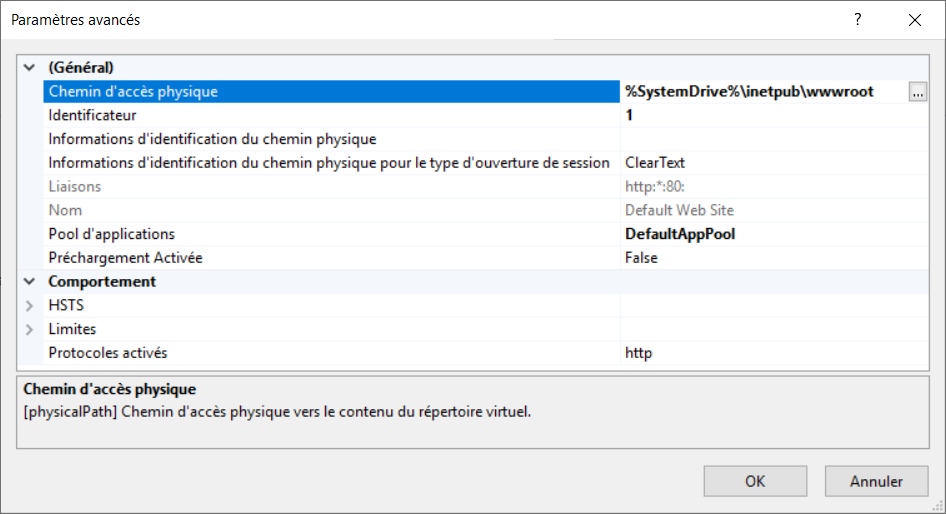 Paramètres avancés ?
(Général)
Chemin d'accès physique %SystemDrive%\inetpub\wwwroot ...
Identificateur 1
Informations d'identification du chemin physique
Informations d'identification du chemin physique pour le type d'ouverture de session ClearText
Liaisons http:*:80:
Nom Default Web Site
Pool d'applications DefaultAppPool
Préchargement Activée False
Comportement
HSTS
Limites
Protocoles activés http
Chemin d'accès physique
[physicalPath] Chemin d'accès physique vers le contenu du répertoire virtuel.
OK Annuler